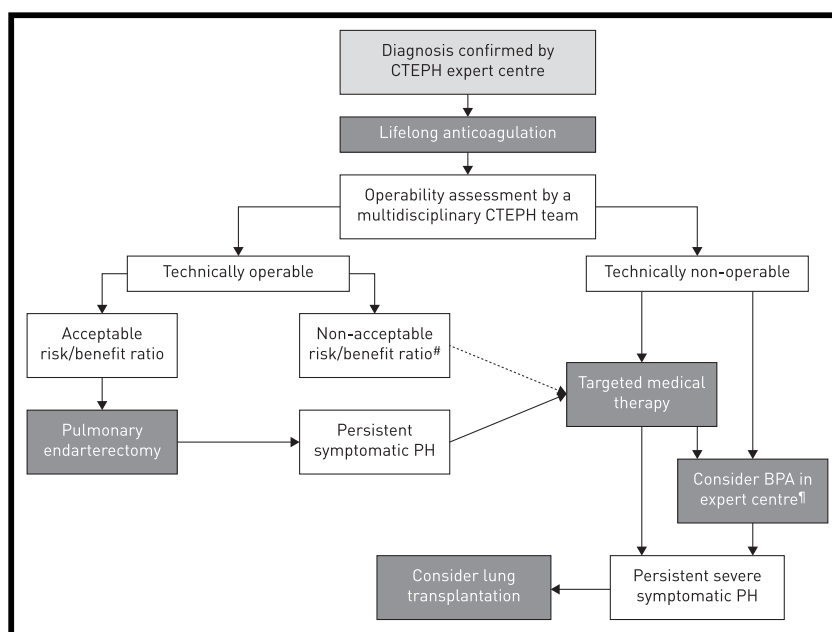 Diagnosis confirmed by
CTEPH expert centre
Lifelong anticoagulation
Operability assessment by a
multidisciplinary CTEPH team
Technically operable
Technically non-operable
Acceptable
risk/benefit ratio
Non-acceptable
risk/benefit ratio#
Targeted medical
therapy
Pulmonary
endarterectomy
Persistent
symptomatic PH
Consider BPA in
expert centre¶
Consider lung
transplantation
Persistent severe
symptomatic PH